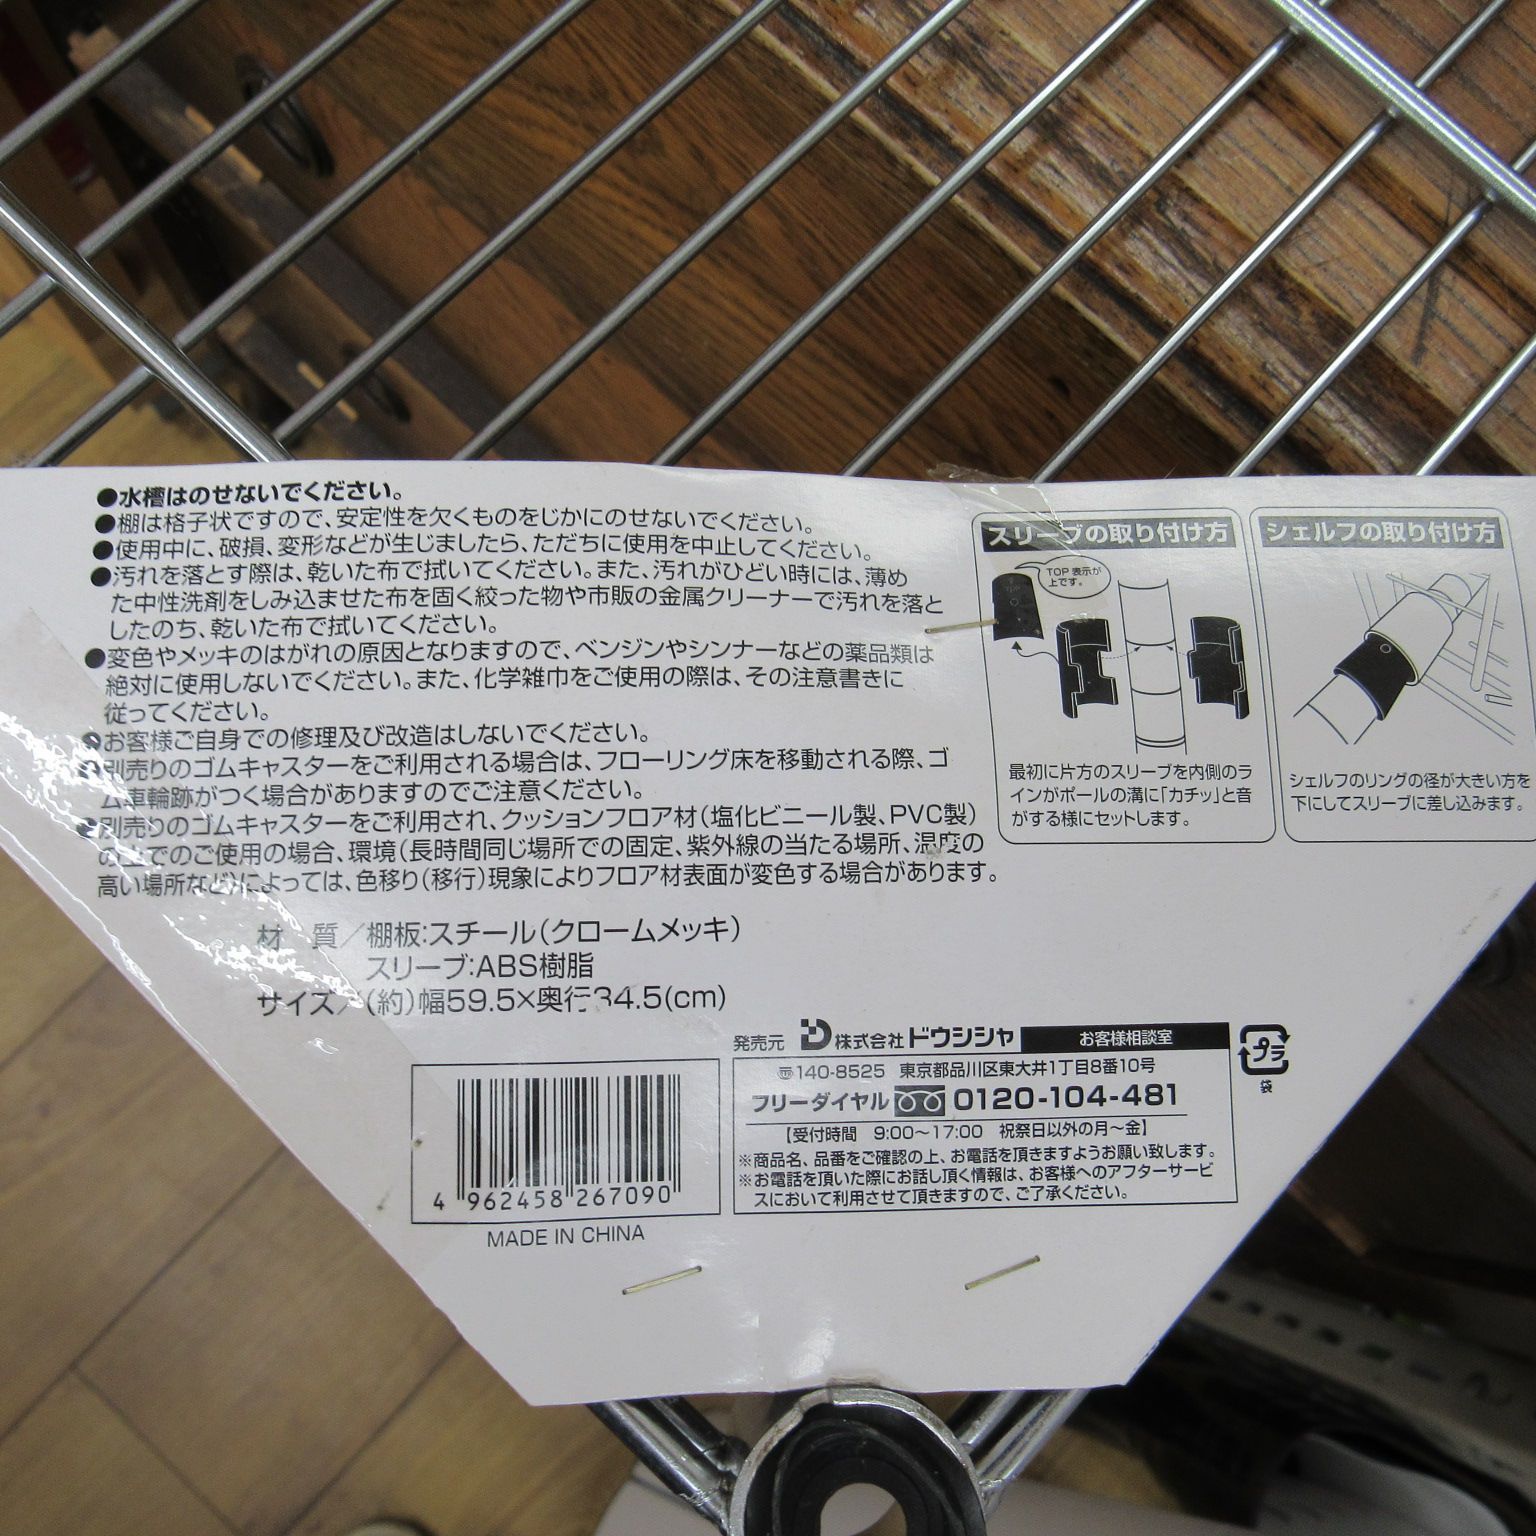 ●水槽はのせないでください。
●棚は格子状ですので、安定性を欠くものをじかにのせないでください。
●使用中に、破損、変形などが生じましたら、ただちに使用を中止してください。
●汚れを落とす際は、乾いた布で拭いてください。また、汚れがひどい時には、薄め
た中性洗剤をしみ込ませた布を固く絞った物や市販の金属クリーナーで汚れを落と
したのち、乾いた布で拭いてください。
●変色やメッキのはがれの原因となりますので、ベンジンやシンナーなどの薬品類は
絶対に使用しないでください。また、化学雑巾をご使用の際は、その注意書きに
従ってください。
●お客様ご自身での修理及び改造はしないでください。
●別売りのゴムキャスターをご利用される場合は、フローリング床を移動される際、ゴ
ム車輪跡がつく場合がありますのでご注意ください。
●別売りのゴムキャスターをご利用され、クッションフロア材(塩化ビニール製、PVC製)
の上でのご使用の場合、環境(長時間同じ場所での固定、紫外線の当たる場所、温度の
高い場所など)によっては、色移り(移行)現象によりフロア材表面が変色する場合があります。
材 質／棚板:スチール(クロームメッキ)
スリーブ:ABS樹脂
サイズ／(約)幅59.5×奥行34.5(cm)
スリーブの取り付け方
TOP 表示が
上です。
TOP
最初に片方のスリーブを内側のラ
インがポールの溝に「カチッ」と音
がする様にセットします。
シェルフの取り付け方
シェルフのリングの径が大きい方を
下にしてスリーブに差し込みます。
発売元 株式会社ドウシシャ お客様相談室
〒140-8525 東京都品川区東大井1丁目8番10号
フリーダイヤル 0120-104-481
【受付時間 9:00〜17:00 祝祭日以外の月〜金】
※商品名、品番をご確認の上、お電話を頂きますようお願い致します。
※お電話を頂いた際にお話し頂く情報は、お客様へのアフターサービ
スにおいて利用させて頂きますので、ご了承ください。
プラ
袋
4 962458 267090
MADE IN CHINA